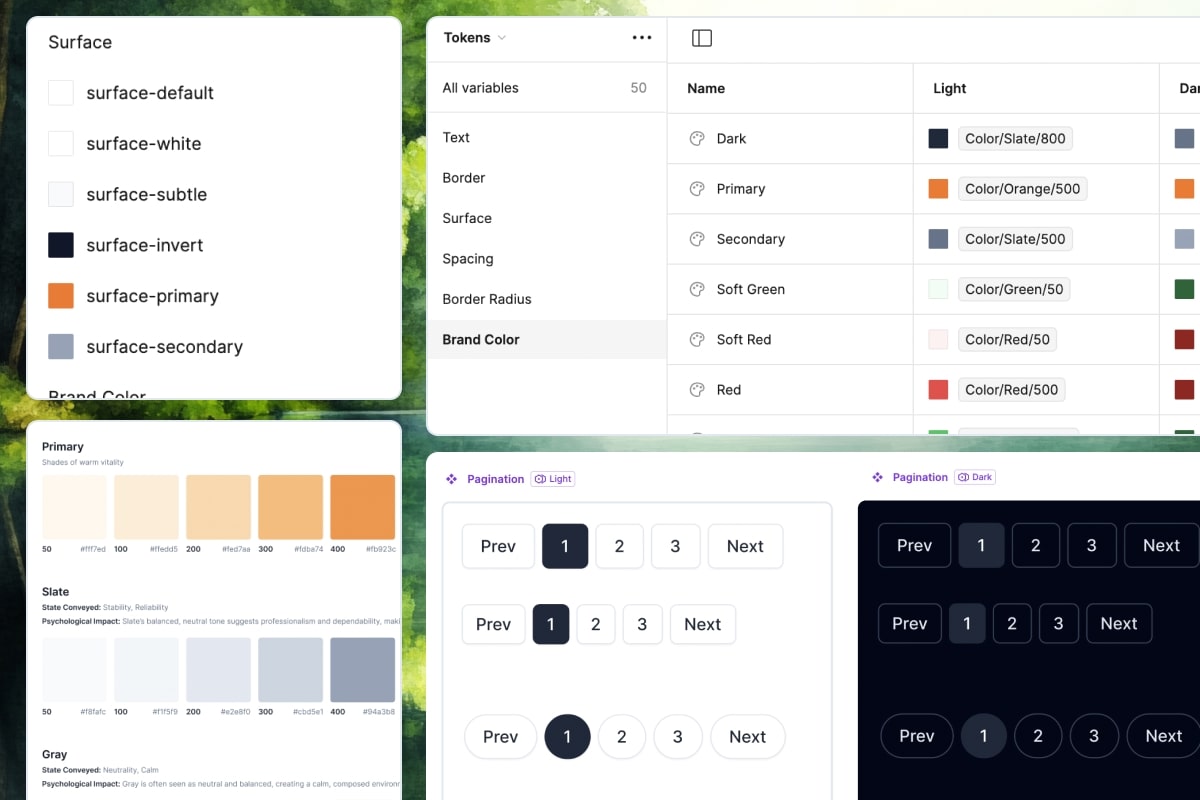 Surface
surface-default
surface-white
surface-subtle
surface-invert
surface-primary
surface-secondary
Brand Color
Tokens
All variables 50
Text
Border
Surface
Spacing
Border Radius
Brand Color
Name Light
Dark Color/Slate/800
Primary Color/Orange/500
Secondary Color/Slate/500
Soft Green Color/Green/50
Soft Red Color/Red/50
Red Color/Red/500
Primary
Shades of warm vitality
50 #fff7ed 100 #ffedd5 200 #fed7aa 300 #fdba74 400 #fb923c
Slate
State Conveyed: Stability, Reliability
Psychological Impact: Slate's balanced, neutral tone suggests professionalism and dependability, maki
50 #f8fafc 100 #f1f5f9 200 #e2e8f0 300 #cbd5e1 400 #94a3b8
Gray
State Conveyed: Neutrality, Calm
Psychological Impact: Gray is often seen as neutral and balanced, creating a calm, composed environ
Pagination Light
Prev 1 2 3 Next
Prev 1 2 3 Next
Prev 1 2 3 Next
Pagination Dark
Prev 1 2 3 Next
Prev 1 2 3 Next
Prev 1 2 3 Next